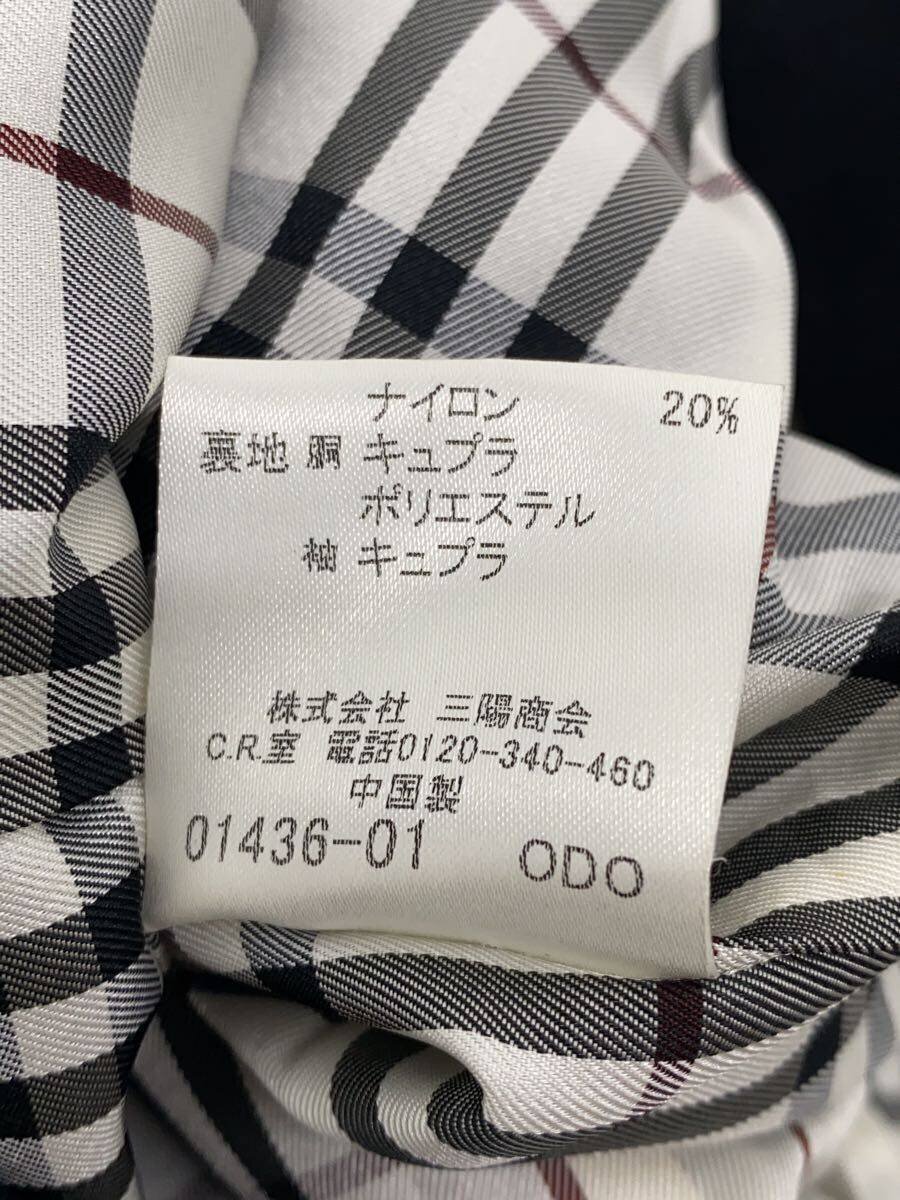 ナイロン 20%
裏地 胴 キュプラ
ポリエステル
袖 キュプラ
株式会社 三陽商会
C.R.室 電話0120-340-460
中国製
01436-01 ODO